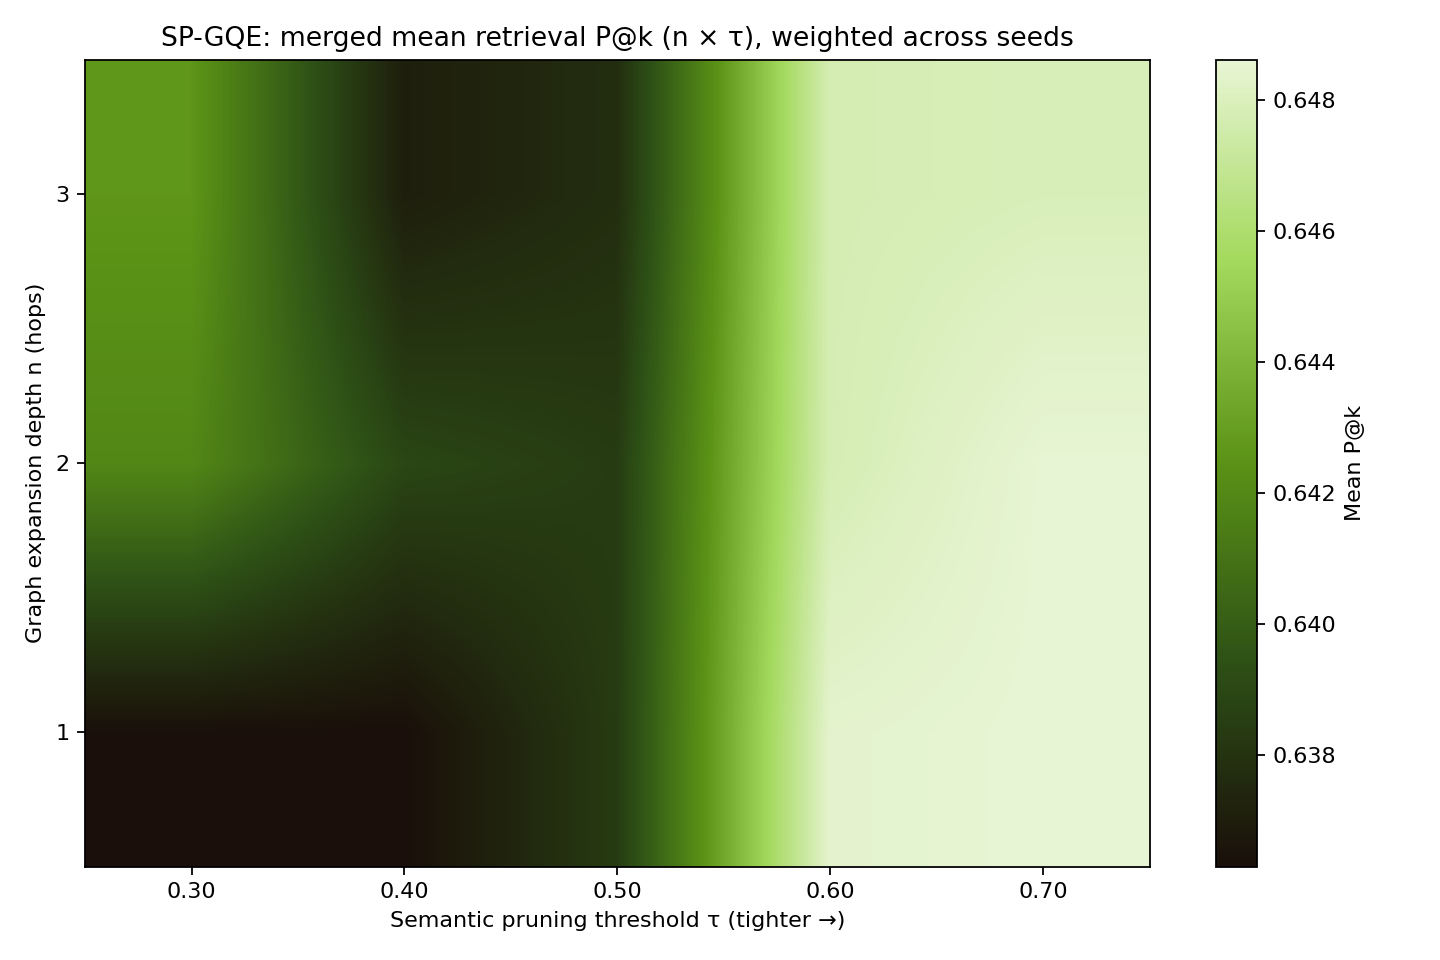 SP-GQE: merged mean retrieval P@k (n × τ), weighted across seeds
Graph expansion depth n (hops)
3
2
1
0.30 0.40 0.50 0.60 0.70
Semantic pruning threshold τ (tighter →)
0.648
0.646
0.644
0.642
0.640
0.638
Mean P@k